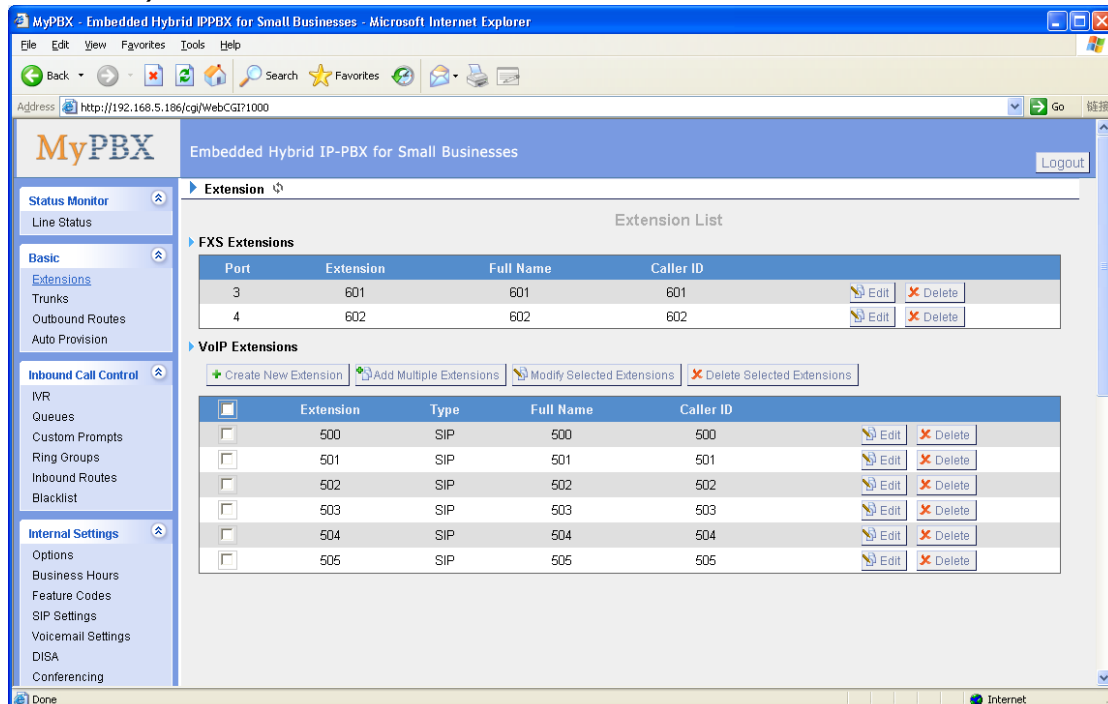 MyPBX - Embedded Hybrid IPPBX for Small Businesses - Microsoft Internet Explorer
File Edit View Favorites Tools Help
Back Search Favorites
Address http://192.168.5.186/cgi/WebCGI?1000 Go 链接
MyPBX
Embedded Hybrid IP-PBX for Small Businesses
Logout
Status Monitor
Line Status
Basic
Extensions
Trunks
Outbound Routes
Auto Provision
Inbound Call Control
IVR
Queues
Custom Prompts
Ring Groups
Inbound Routes
Blacklist
Internal Settings
Options
Business Hours
Feature Codes
SIP Settings
Voicemail Settings
DISA
Conferencing
Extension
Extension List
FXS Extensions
Port Extension Full Name Caller ID
3 601 601 601 Edit Delete
4 602 602 602 Edit Delete
VoIP Extensions
Create New Extension Add Multiple Extensions Modify Selected Extensions Delete Selected Extensions
Extension Type Full Name Caller ID
500 SIP 500 500 Edit Delete
501 SIP 501 501 Edit Delete
502 SIP 502 502 Edit Delete
503 SIP 503 503 Edit Delete
504 SIP 504 504 Edit Delete
505 SIP 505 505 Edit Delete
Done Internet